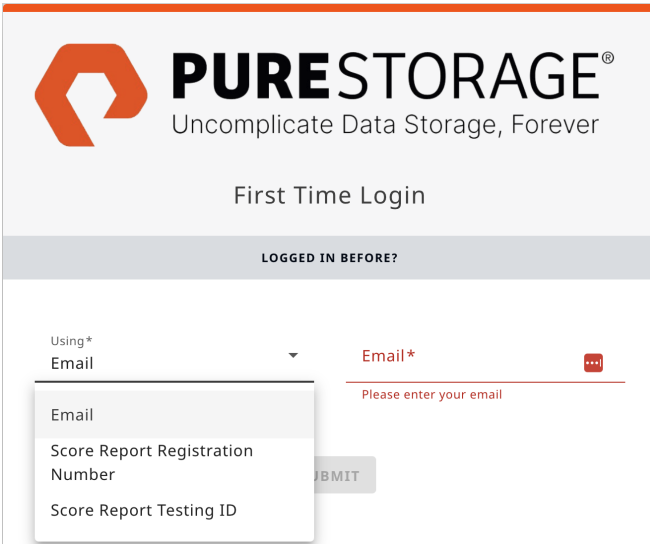 PURESTORAGE®
Uncomplicate Data Storage, Forever
First Time Login
LOGGED IN BEFORE?
Using*
Email
Email*
Please enter your email
Email
Score Report Registration
Number
Score Report Testing ID